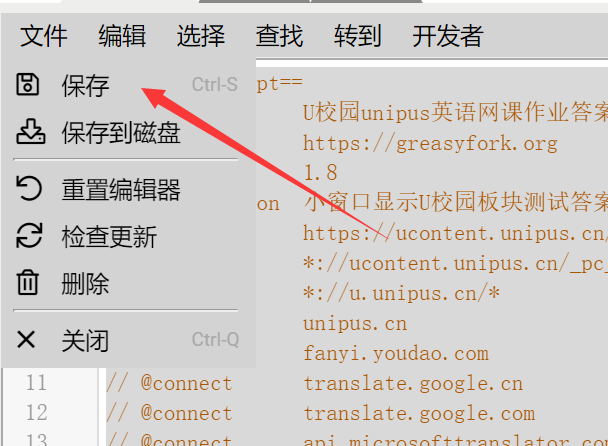 文件 编辑 选择 查找 转到 开发者
保存 Ctrl-S
保存到磁盘
重置编辑器
检查更新
删除
关闭 Ctrl-Q
pt==
U校园unipus英语网课作业答案
https://greasyfork.org
1.8
on 小窗口显示U校园板块测试答案
https://ucontent.unipus.cn/
*://ucontent.unipus.cn/_pc_
*://u.unipus.cn/*
unipus.cn
fanyi.youdao.com
11 // @connect translate.google.cn
12 // @connect translate.google.com
13 // @connect api.microsofttranslator.com